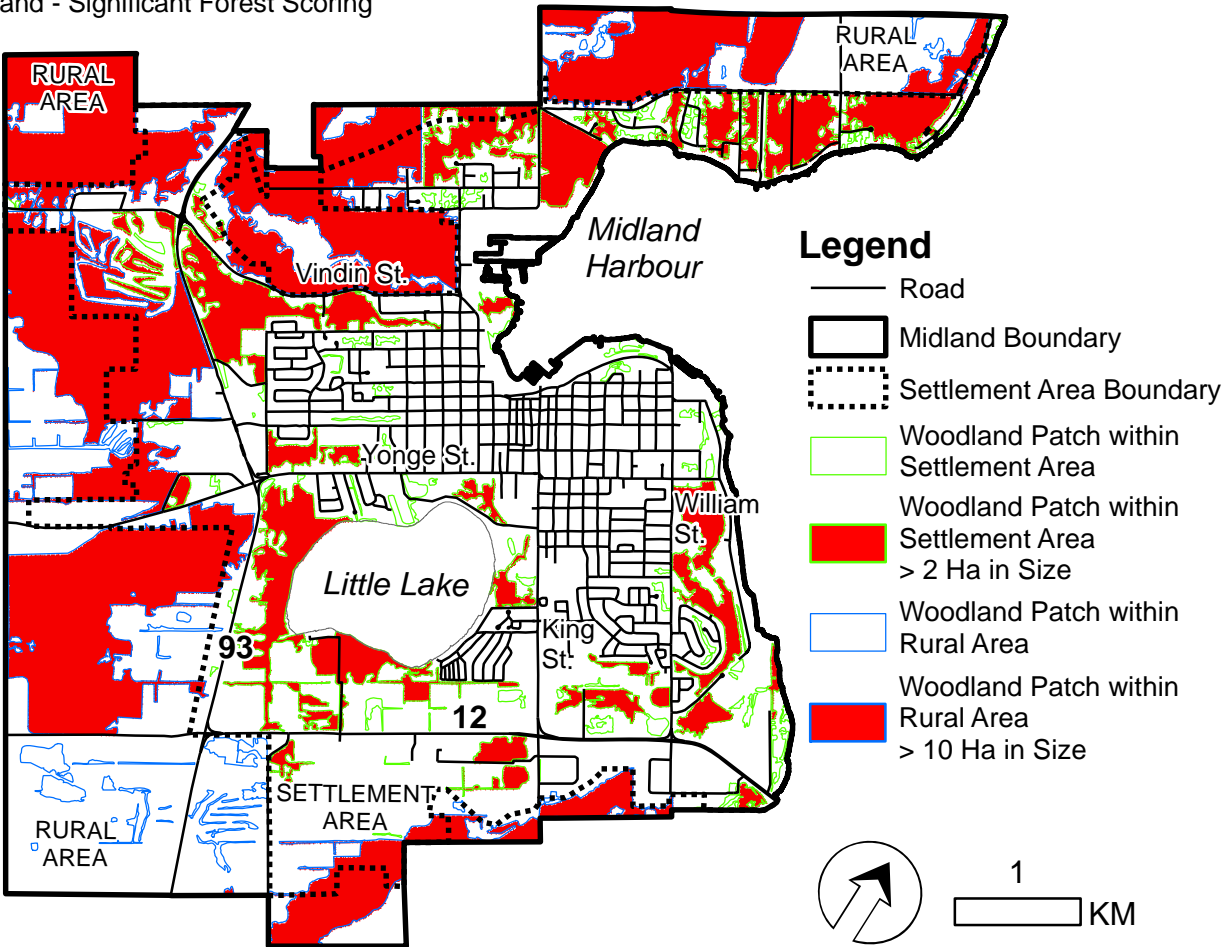 and - Significant Forest Scoring
RURAL
AREA
RURAL
AREA
Midland
Harbour
Vindin St.
Yonge St.
William
St.
Little Lake
King
St.
93
12
SETTLEMENT
AREA
RURAL
AREA
Legend
Road
Midland Boundary
Settlement Area Boundary
Woodland Patch within
Settlement Area
Woodland Patch within
Settlement Area
> 2 Ha in Size
Woodland Patch within
Rural Area
Woodland Patch within
Rural Area
> 10 Ha in Size
1
KM